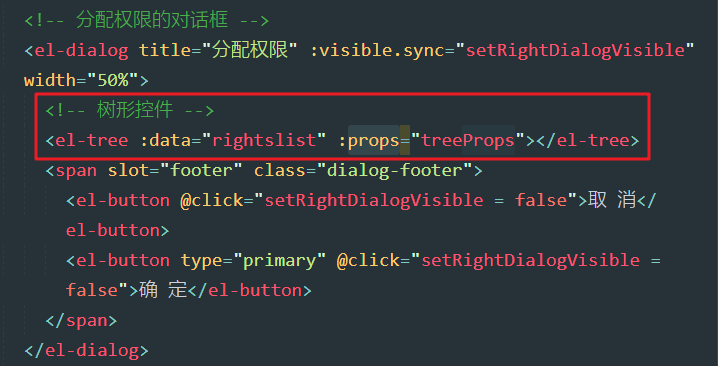 <!-- 分配权限的对话框 -->
<el-dialog title="分配权限" :visible.sync="setRightDialogVisible"
width="50%">
<!-- 树形控件 -->
<el-tree :data="rightslist" :props="treeProps"></el-tree>
<span slot="footer" class="dialog-footer">
<el-button @click="setRightDialogVisible = false">取 消</
el-button>
<el-button type="primary" @click="setRightDialogVisible =
false">确 定</el-button>
</span>
</el-dialog>